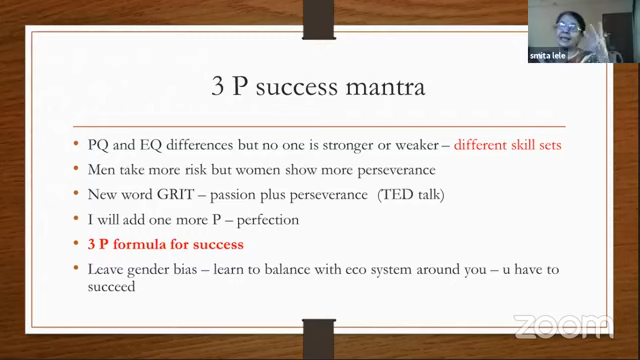 smita lele
3 P success mantra
• PQ and EQ differences but no one is stronger or weaker – different skill sets
• Men take more risk but women show more perseverance
• New word GRIT – passion plus perseverance (TED talk)
• I will add one more P – perfection
• 3 P formula for success
• Leave gender bias – learn to balance with eco system around you – u have to
succeed
zoom